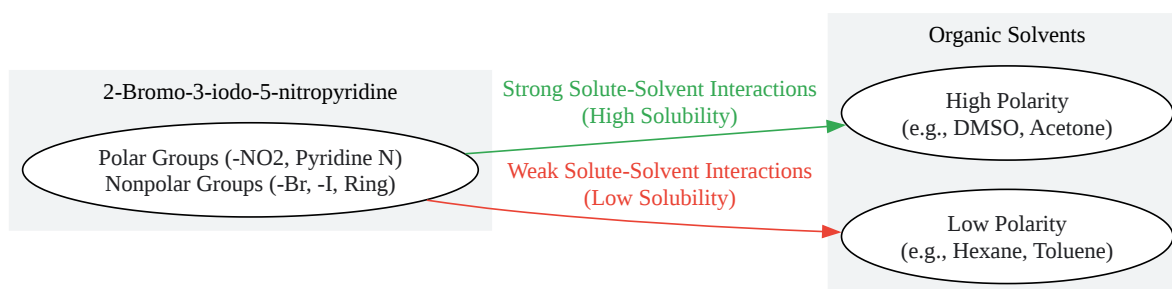 2-Bromo-3-iodo-5-nitropyridine
Polar Groups (-NO2, Pyridine N)
Nonpolar Groups (-Br, -I, Ring)
Strong Solute-Solvent Interactions
(High Solubility)
Weak Solute-Solvent Interactions
(Low Solubility)
Organic Solvents
High Polarity
(e.g., DMSO, Acetone)
Low Polarity
(e.g., Hexane, Toluene)